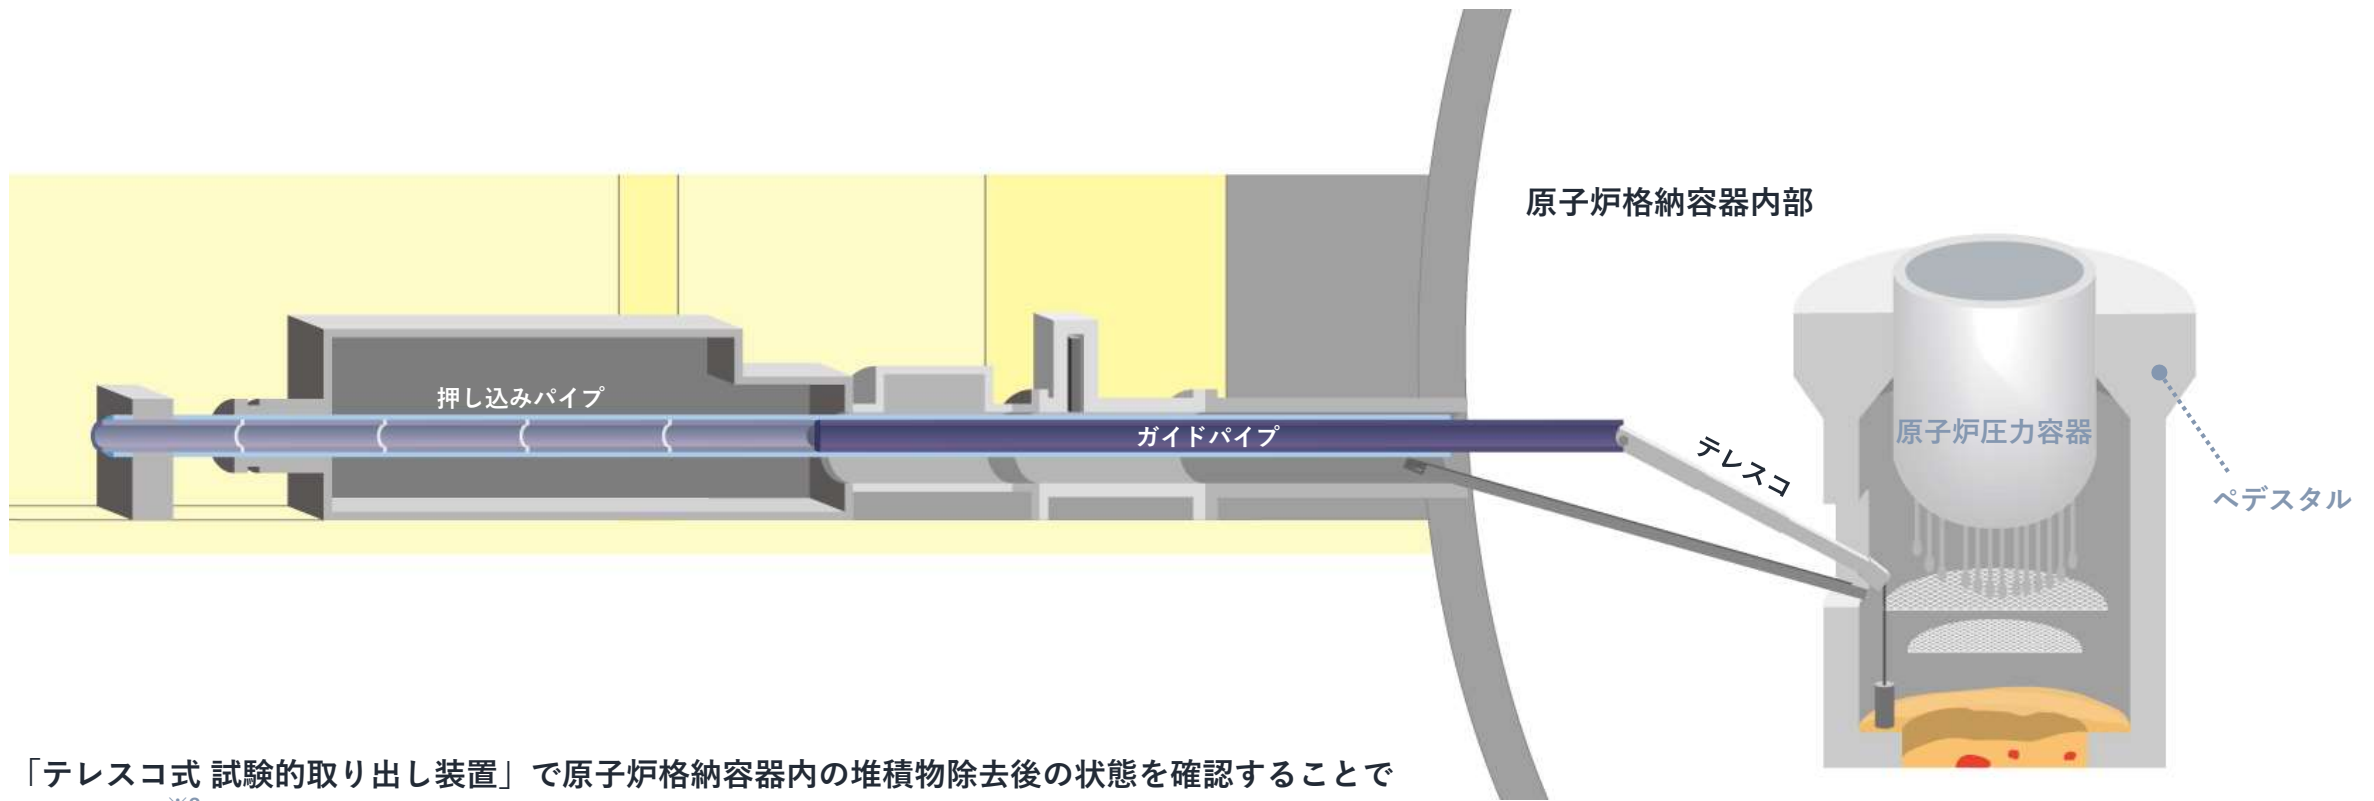 原子炉格納容器内部
押し込みパイプ
ガイドパイプ
テレスコ
原子炉圧力容器
ペデスタル
「テレスコ式 試験的取り出し装置」で原子炉格納容器内の堆積物除去後の状態を確認することで